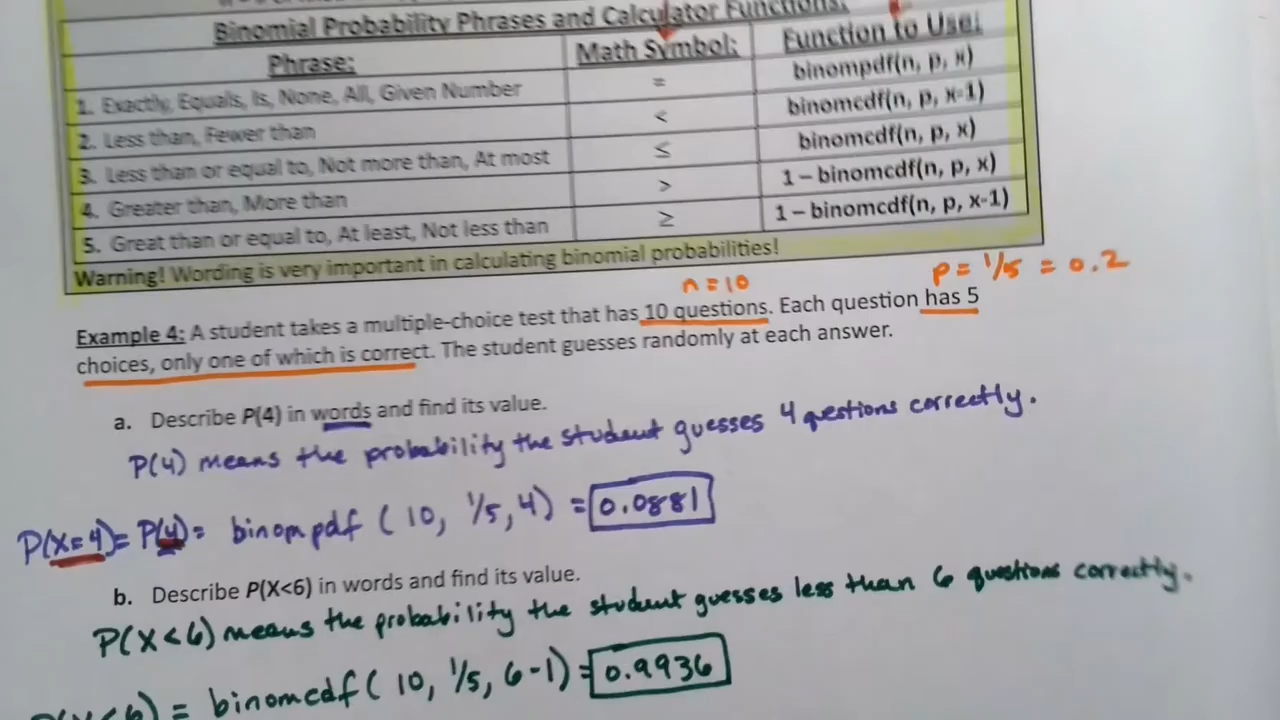 Binomial Probability Phrases and Calculator Functions:
Phrase: Math Symbol: Function to Use:
1. Exactly, Equals, Is, None, All, Given Number = binompdf(n, p, x)
2. Less than, Fewer than < binomcdf(n, p, x-1)
3. Less than or equal to, Not more than, At most ≤ binomcdf(n, p, x)
4. Greater than, More than > 1 – binomcdf(n, p, x)
5. Great than or equal to, At least, Not less than ≥ 1 – binomcdf(n, p, x-1)
Warning! Wording is very important in calculating binomial probabilities!
n=10 p = 1/5 = 0.2
Example 4: A student takes a multiple-choice test that has 10 questions. Each question has 5
choices, only one of which is correct. The student guesses randomly at each answer.
a. Describe P(4) in words and find its value.
P(4) means the probability the student guesses 4 questions correctly.
P(X=4)= P(4)= binompdf (10, 1/5, 4) = 0.0881
b. Describe P(X<6) in words and find its value.
P(X<6) means the probability the student guesses less than 6 questions correctly.
P(X<6) = binomcdf( 10, 1/5, 6-1) = 0.9936